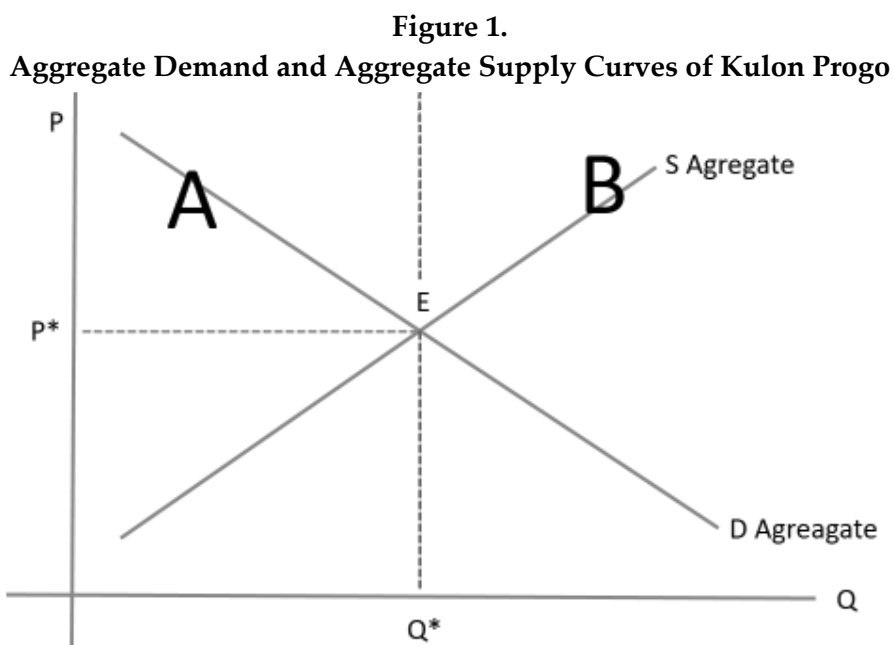 Figure 1.
Aggregate Demand and Aggregate Supply Curves of Kulon Progo
P
A
B
S Agregate
E
P*
D Agreagate
Q
Q*